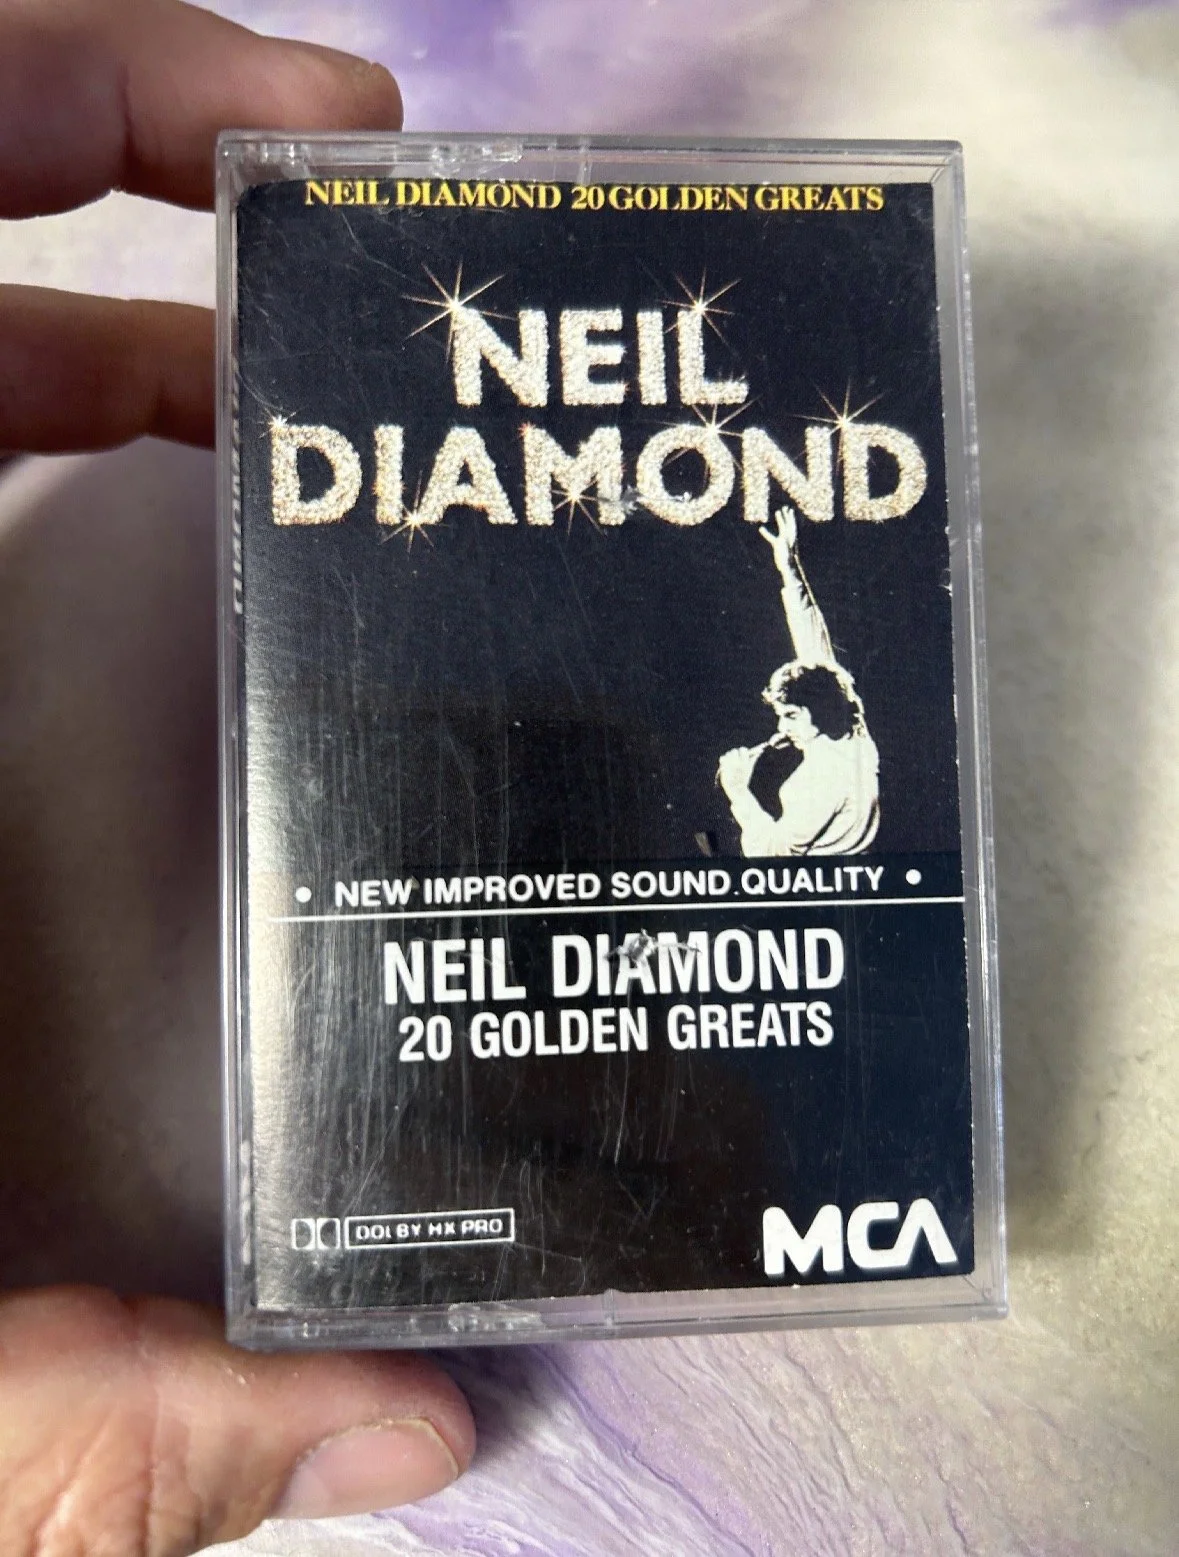 NEIL DIAMOND 20 GOLDEN GREATS
NEIL
DIAMOND
• NEW IMPROVED SOUND QUALITY •
NEIL DIAMOND
20 GOLDEN GREATS
DOLBY HX PRO
MCA